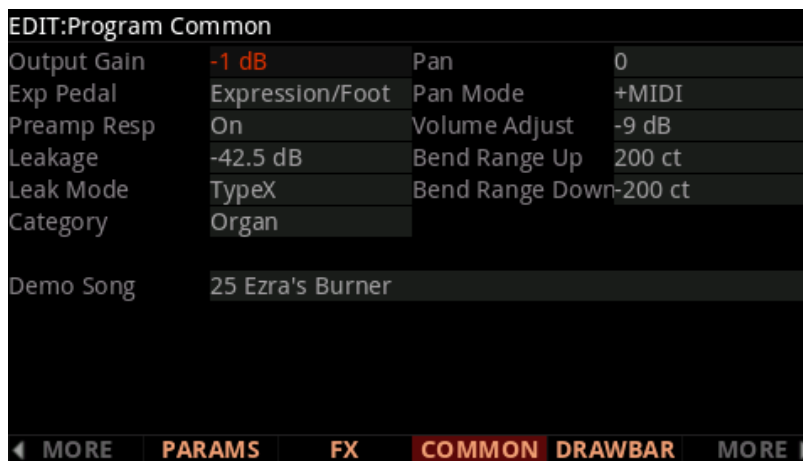 EDIT:Program Common
Output Gain -1 dB Pan 0
Exp Pedal Expression/Foot Pan Mode +MIDI
Preamp Resp On Volume Adjust -9 dB
Leakage -42.5 dB Bend Range Up 200 ct
Leak Mode TypeX Bend Range Down -200 ct
Category Organ
Demo Song 25 Ezra's Burner
MORE PARAMS FX COMMON DRAWBAR MORE